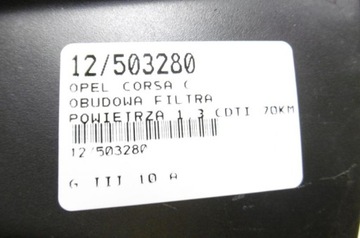 12/503280
OPEL CORSA C
OBUDOWA FILTRA
POWIETRZA 1.3 CDTI 70KM
12/503280
G III 10 A